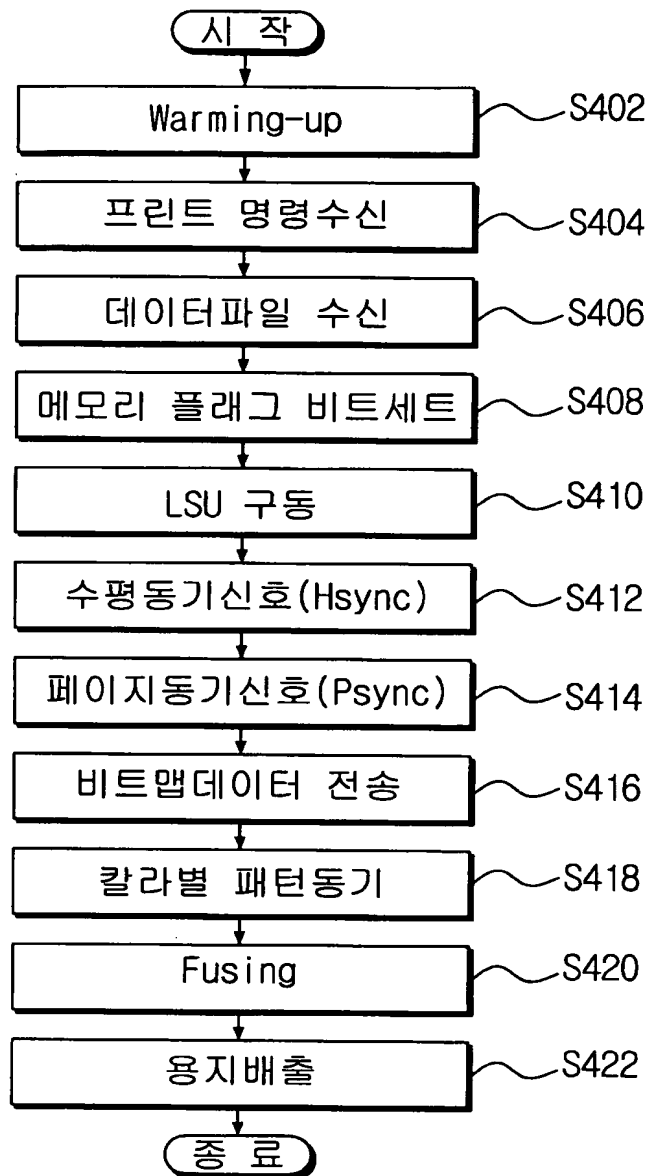 시 작
Warming-up S402
프린트 명령수신 S404
데이터파일 수신 S406
메모리 플래그 비트세트 S408
LSU 구동 S410
수평동기신호(Hsync) S412
페이지동기신호(Psync) S414
비트맵데이터 전송 S416
칼라별 패턴동기 S418
Fusing S420
용지배출 S422
종 료